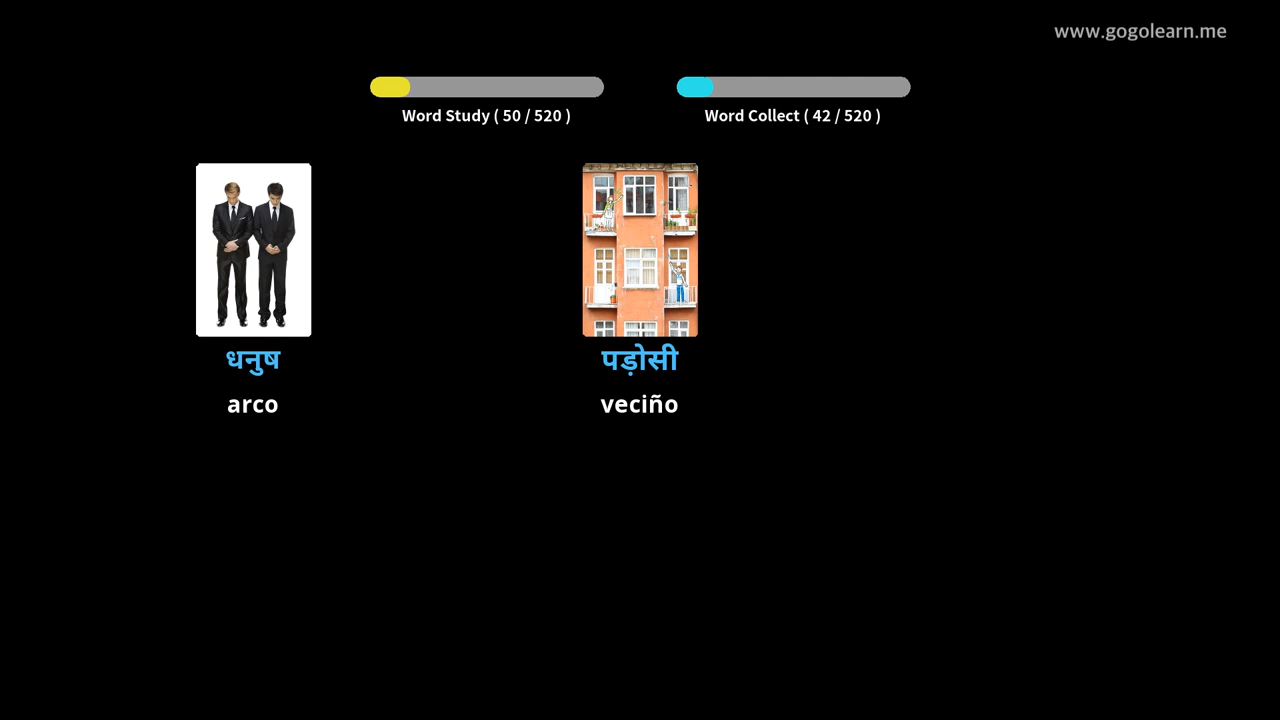 www.gogolearn.me
Word Study ( 50 / 520 )
Word Collect ( 42 / 520 )
धनुष
पड़ोसी
arco
veciño